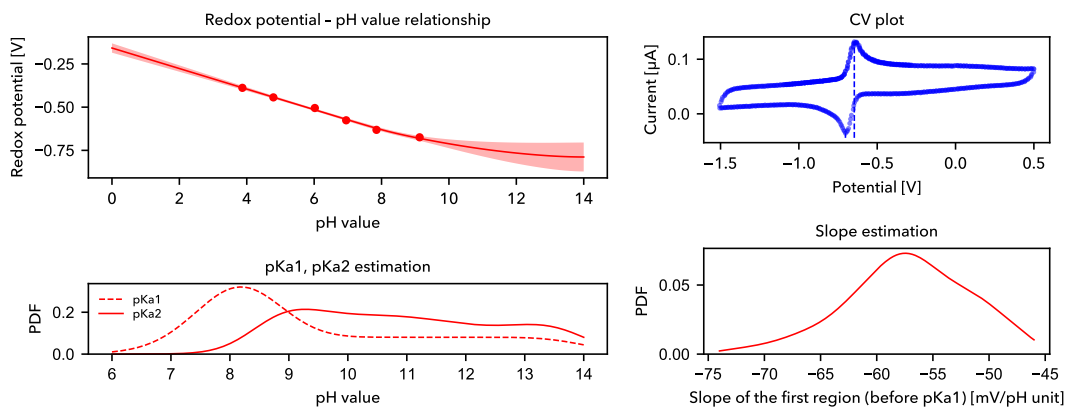 Redox potential – pH value relationship
Redox potential [V]
−0.25
−0.50
−0.75
0 2 4 6 8 10 12 14
pH value
CV plot
Current [µA]
0.1
0.0
−1.5 −1.0 −0.5 0.0 0.5
Potential [V]
pKa1, pKa2 estimation
PDF
0.2
0.0
pKa1
pKa2
6 7 8 9 10 11 12 13 14
pH value
Slope estimation
PDF
0.05
0.00
−75 −70 −65 −60 −55 −50 −45
Slope of the first region (before pKa1) [mV/pH unit]